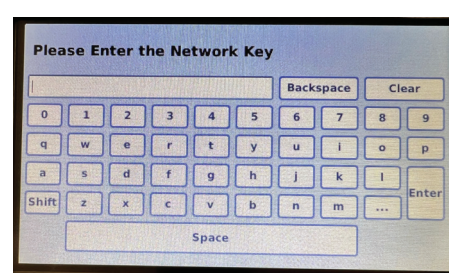 Please Enter the Network Key
Backspace Clear
0 1 2 3 4 5 6 7 8 9
q w e r t y u i o p
a s d f g h j k l Enter
Shift z x c v b n m ...
Space